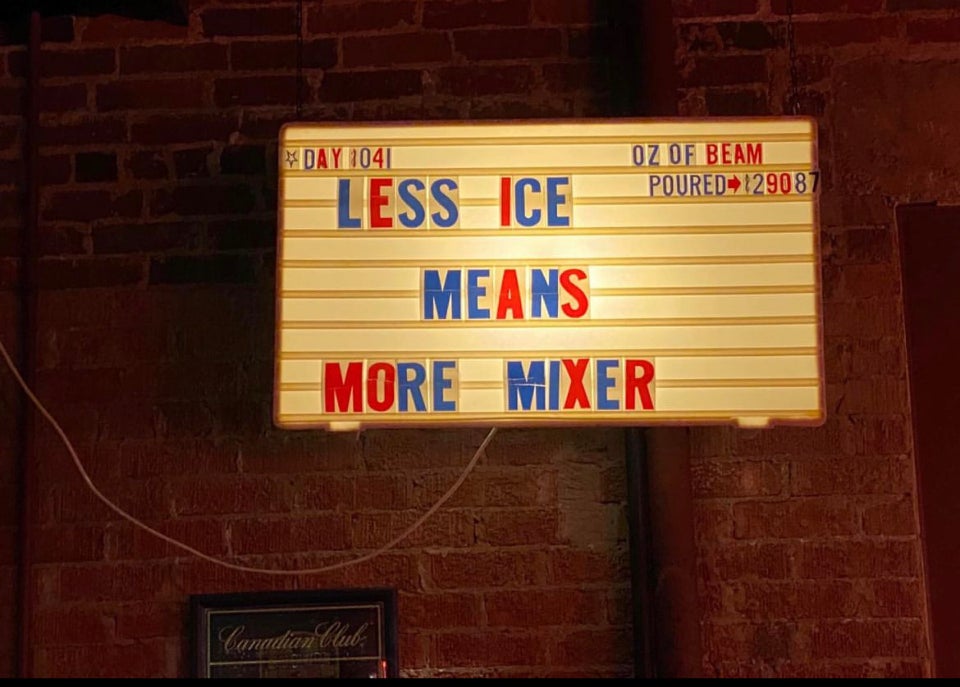 ☆ DAY 1041
OZ OF BEAM
POURED➡129087
LESS ICE
MEANS
MORE MIXER
Canadian Club